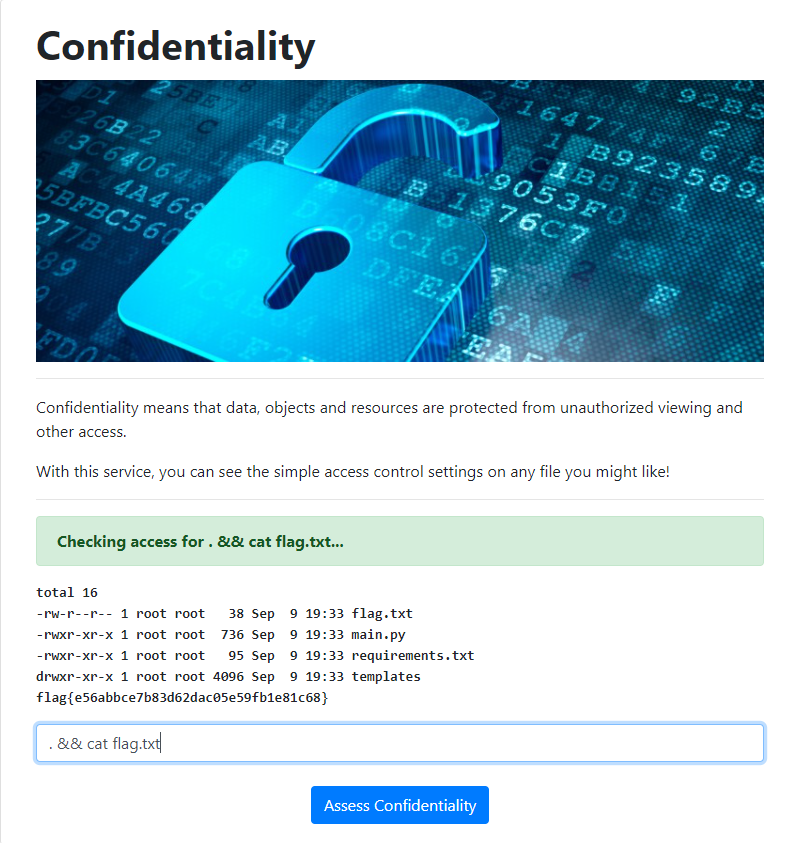 Confidentiality
Confidentiality means that data, objects and resources are protected from unauthorized viewing and
other access.
With this service, you can see the simple access control settings on any file you might like!
Checking access for . && cat flag.txt...
total 16
-rw-r--r-- 1 root root   38 Sep  9 19:33 flag.txt
-rwxr-xr-x 1 root root  736 Sep  9 19:33 main.py
-rwxr-xr-x 1 root root   95 Sep  9 19:33 requirements.txt
drwxr-xr-x 1 root root 4096 Sep  9 19:33 templates
flag{e56abbce7b83d62dac05e59fb1e81c68}
. && cat flag.txt
Assess Confidentiality